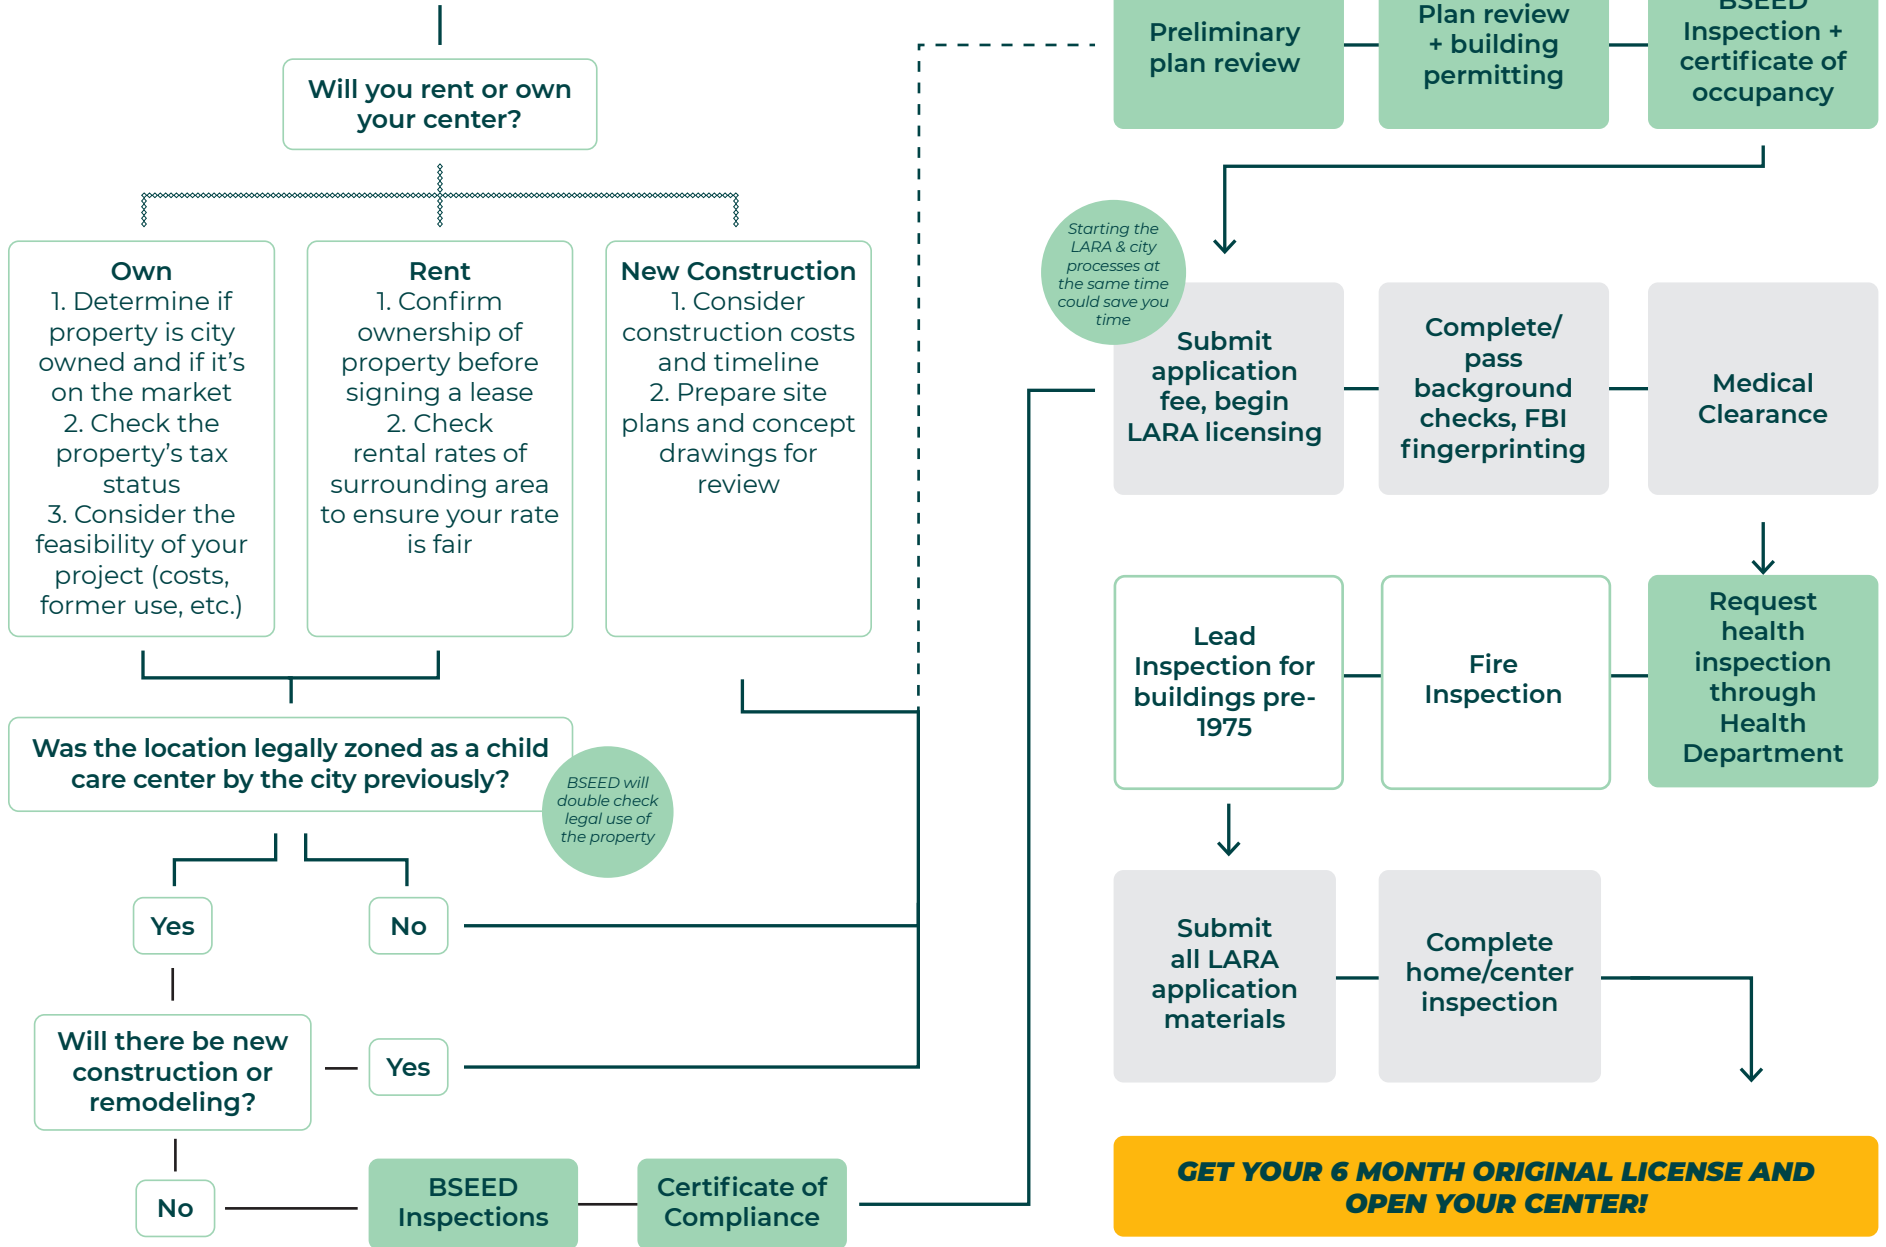 Will you rent or own
your center?
Own
1. Determine if
property is city
owned and if it’s
on the market
2. Check the
property’s tax
status
3. Consider the
feasibility of your
project (costs,
former use, etc.)
Rent
1. Confirm
ownership of
property before
signing a lease
2. Check
rental rates of
surrounding area
to ensure your rate
is fair
New Construction
1. Consider
construction costs
and timeline
2. Prepare site
plans and concept
drawings for
review
Was the location legally zoned as a child
care center by the city previously?
BSEED will
double check
legal use of
the property
Yes
No
Will there be new
construction or
remodeling?
Yes
No
BSEED
Inspections
Certificate of
Compliance
Preliminary
plan review
Plan review
+ building
permitting
BSEED
Inspection +
certificate of
occupancy
Starting the
LARA & city
processes at
the same time
could save you
time
Submit
application
fee, begin
LARA licensing
Complete/
pass
background
checks, FBI
fingerprinting
Medical
Clearance
Lead
Inspection for
buildings pre-
1975
Fire
Inspection
Request
health
inspection
through
Health
Department
Submit
all LARA
application
materials
Complete
home/center
inspection
GET YOUR 6 MONTH ORIGINAL LICENSE AND
OPEN YOUR CENTER!